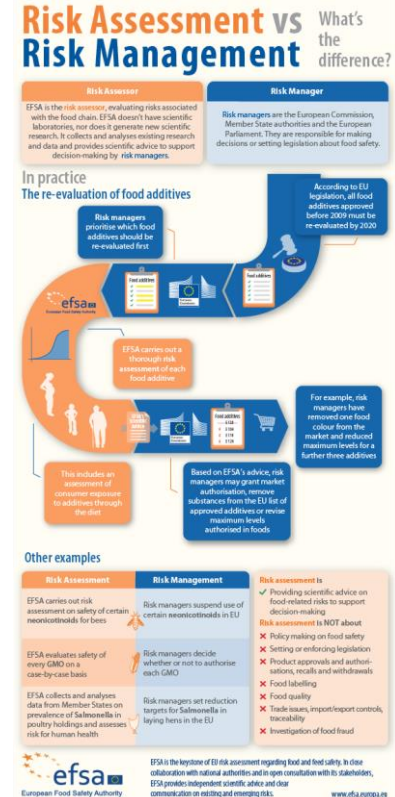 Risk Assessment vs
Risk Management
What's
the
difference?
Risk Assessor
EFSA is the risk assessor, evaluating risks associated
with the food chain. EFSA doesn't have scientific
laboratories, nor does it generate new scientific
research. It collects and analyses existing research
and data and provides scientific advice to support
decision-making by risk managers.
Risk Manager
Risk managers are the European Commission,
Member State authorities and the European
Parliament. They are responsible for making
decisions or setting legislation about food safety.
In practice
The re-evaluation of food additives
According to EU
legislation, all food
additives approved
before 2009 must be
re-evaluated by 2020
Risk managers
prioritise which food
additives should be
re-evaluated first
Food additives
Food additives
European
Commission
efsa
European Food Safety Authority
EFSA carries out a
thorough risk
assessment of each
food additive
This includes an
assessment of
consumer exposure
to additives through
the diet
European
Commission
Food additives
Based on EFSA's advice, risk
managers may grant market
authorisation, remove
substances from the EU list of
approved additives or revise
maximum levels
authorised in foods
For example, risk
managers have
removed one food
colour from the
market and reduced
maximum levels for a
further three additives
Other examples
Risk Assessment
Risk Management
EFSA carries out risk
assessment on safety of certain
neonicotinoids for bees
Risk managers suspend use of
certain neonicotinoids in EU
EFSA evaluates safety of
every GMO on a
case-by-case basis
Risk managers decide
whether or not to authorise
each GMO
EFSA collects and analyses
data from Member States on
prevalence of Salmonella in
poultry holdings and assesses
risk for human health
Risk managers set reduction
targets for Salmonella in
laying hens in the EU
Risk assessment is
✓ Providing scientific advice on
food-related risks to support
decision-making
Risk assessment is NOT about
✗ Policy making on food safety
✗ Setting or enforcing legislation
✗ Product approvals and authori-
sations, recalls and withdrawals
✗ Food labelling
✗ Food quality
✗ Trade issues, import/export controls,
traceability
✗ Investigation of food fraud
efsa
European Food Safety Authority
EFSA is the keystone of EU risk assessment regarding food and feed safety. In close
collaboration with national authorities and in open consultation with its stakeholders,
EFSA provides independent scientific advice and clear
communication on existing and emerging risks.
www.efsa.europa.eu